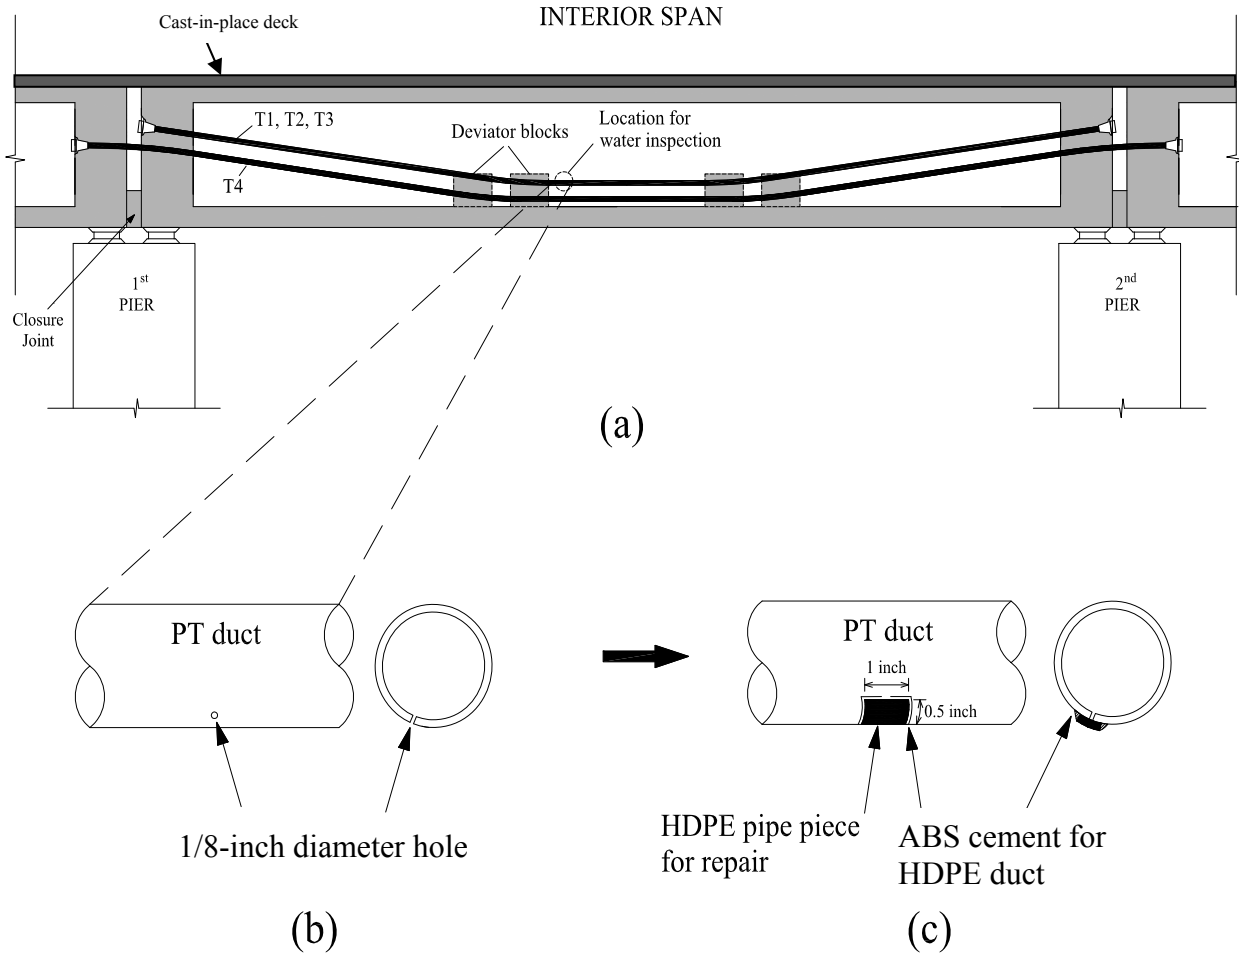 INTERIOR SPAN
Cast-in-place deck
T1, T2, T3
Deviator blocks
Location for
water inspection
T4
1st
PIER
2nd
PIER
Closure
Joint
(a)
PT duct
1/8-inch diameter hole
(b)
PT duct
1 inch
0.5 inch
HDPE pipe piece
for repair
ABS cement for
HDPE duct
(c)